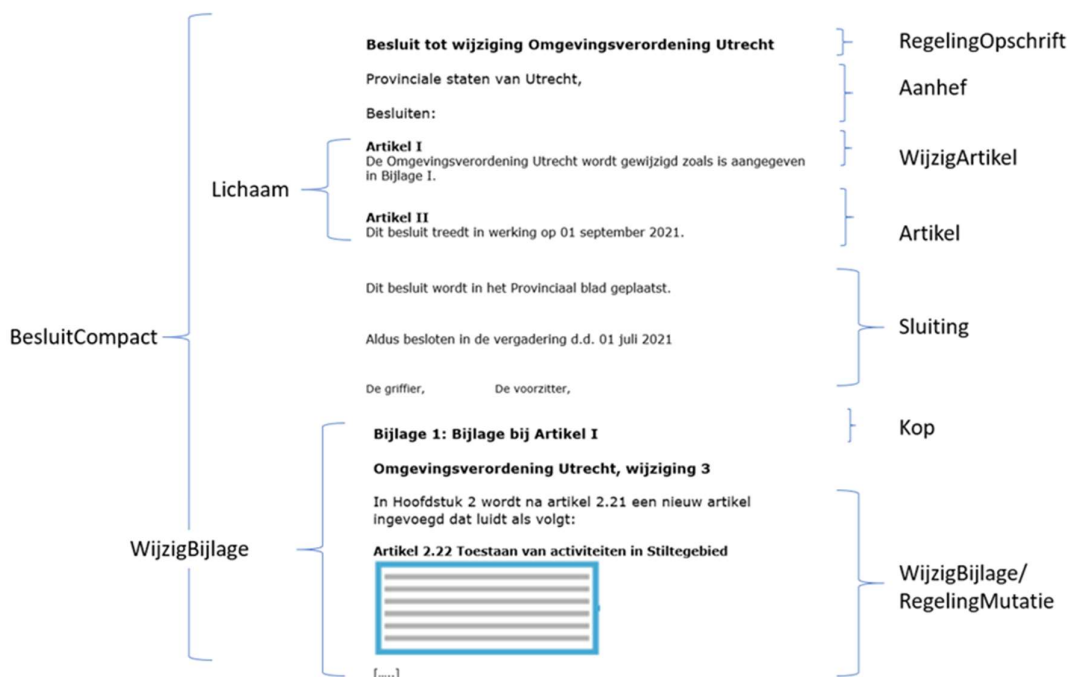 Besluit tot wijziging Omgevingsverordening Utrecht
RegelingOpschrift
Provinciale staten van Utrecht,
Aanhef
Besluiten:
Artikel I
De Omgevingsverordening Utrecht wordt gewijzigd zoals is aangegeven
in Bijlage I.
WijzigArtikel
Lichaam
Artikel II
Dit besluit treedt in werking op 01 september 2021.
Artikel
Dit besluit wordt in het Provinciaal blad geplaatst.
Sluiting
BesluitCompact
Aldus besloten in de vergadering d.d. 01 juli 2021
De griffier, De voorzitter,
Bijlage 1: Bijlage bij Artikel I
Kop
Omgevingsverordening Utrecht, wijziging 3
In Hoofdstuk 2 wordt na artikel 2.21 een nieuw artikel
ingevoegd dat luidt als volgt:
WijzigBijlage
Artikel 2.22 Toestaan van activiteiten in Stiltegebied
WijzigBijlage/
RegelingMutatie
[.....]